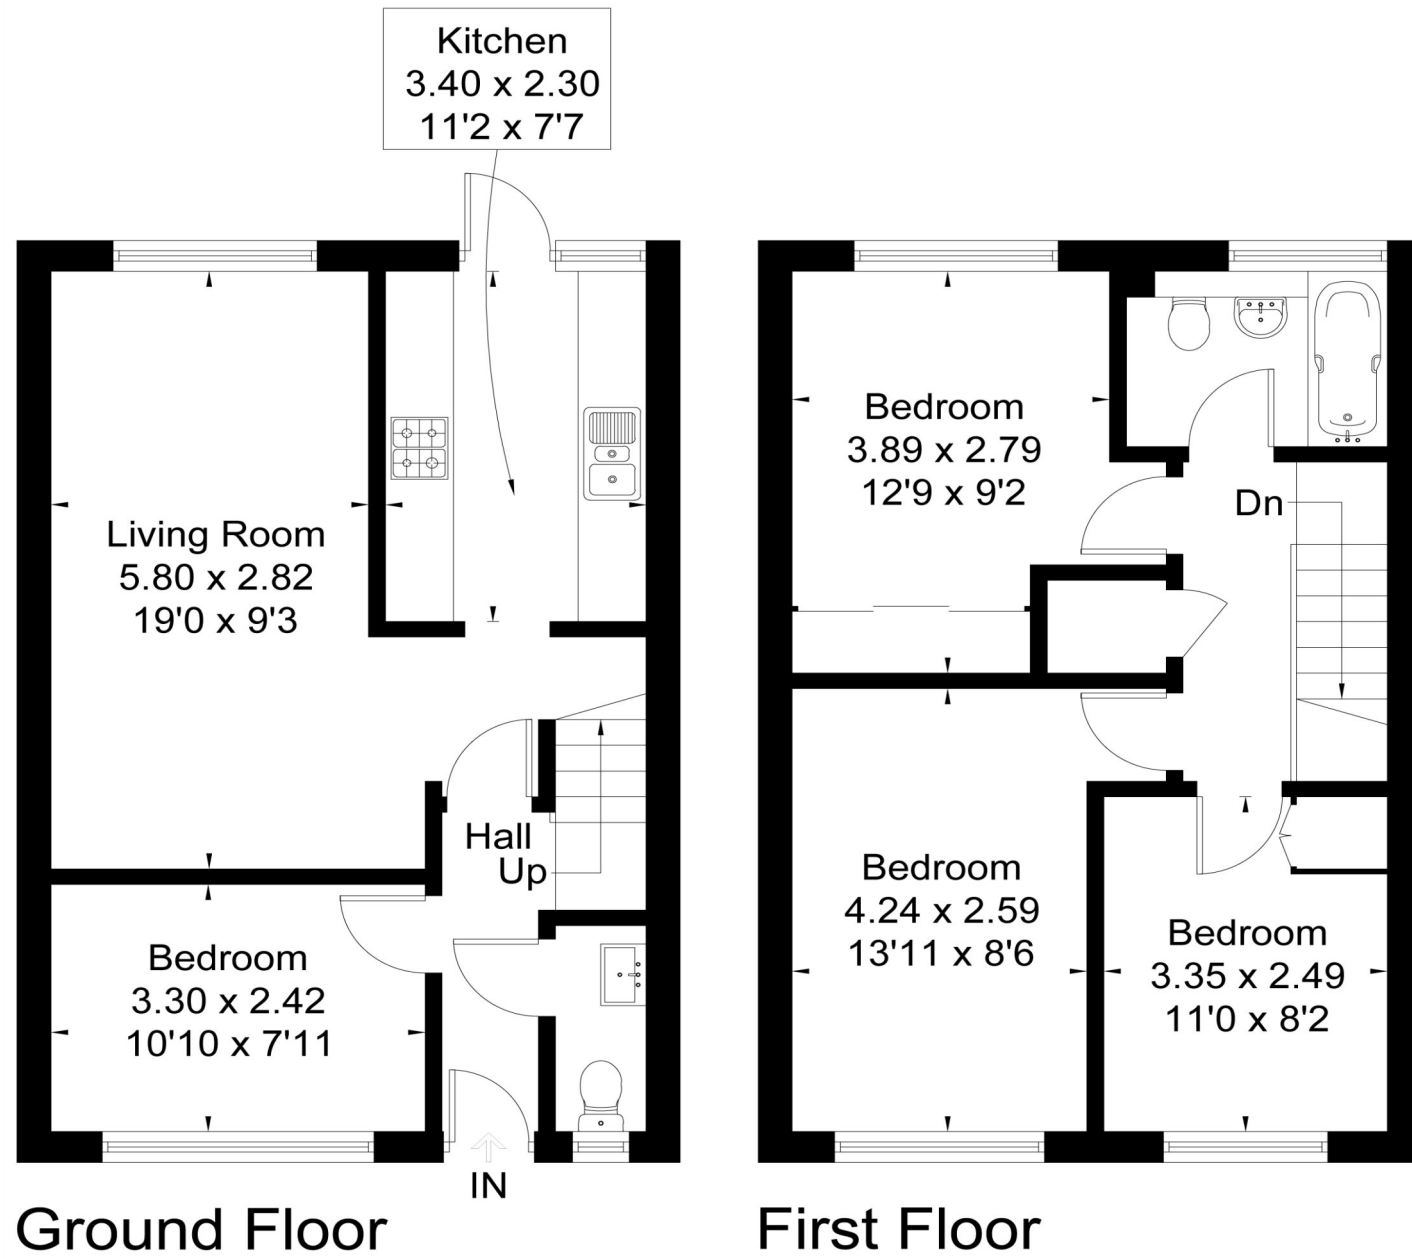 Kitchen
3.40 x 2.30
11'2 x 7'7
Living Room
5.80 x 2.82
19'0 x 9'3
Hall
Up
Bedroom
3.30 x 2.42
10'10 x 7'11
IN
Ground Floor
Bedroom
3.89 x 2.79
12'9 x 9'2
Dn
Bedroom
4.24 x 2.59
13'11 x 8'6
Bedroom
3.35 x 2.49
11'0 x 8'2
First Floor